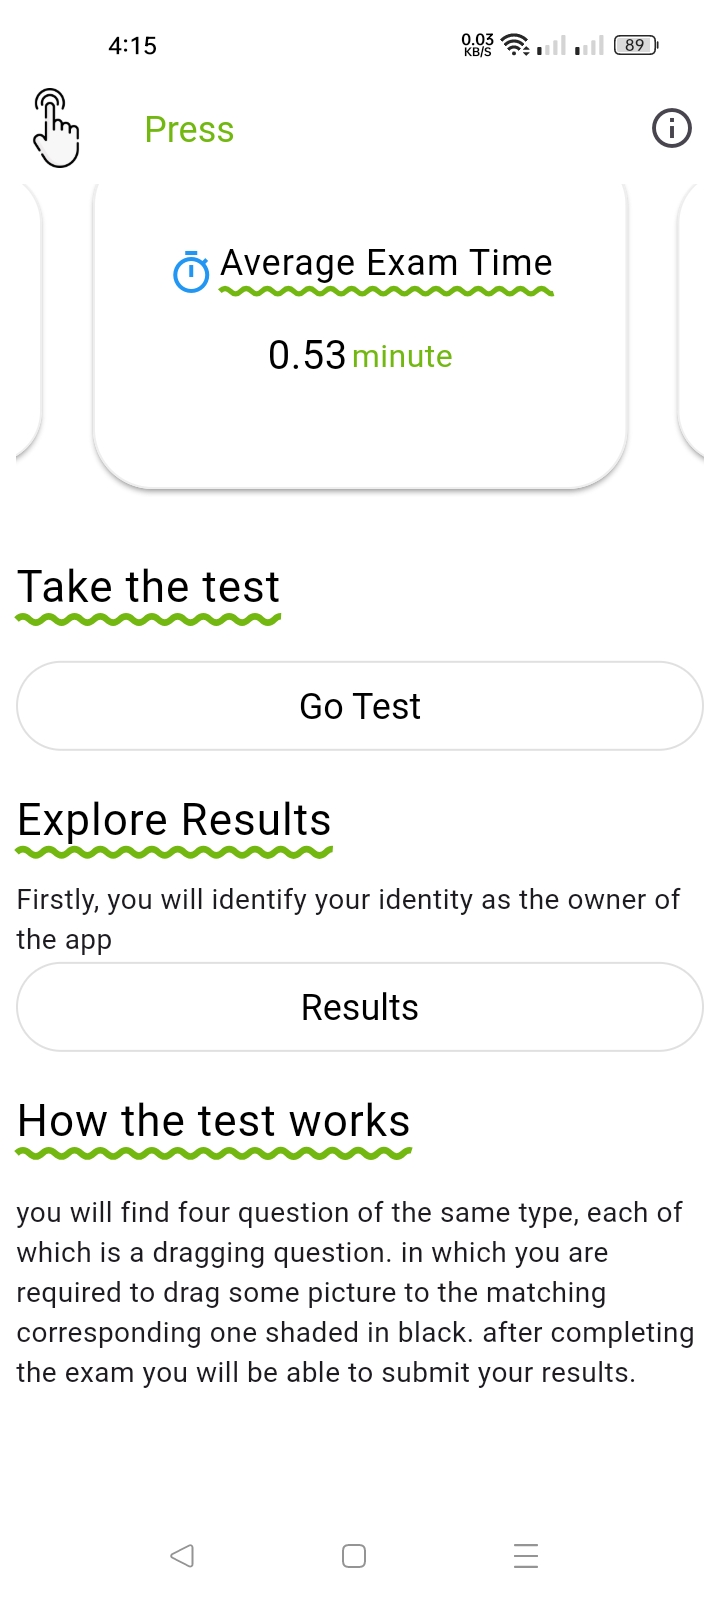 4:15
0.03
KB/S
89
Press
Average Exam Time
0.53 minute
Take the test
Go Test
Explore Results
Firstly, you will identify your identity as the owner of
the app
Results
How the test works
you will find four question of the same type, each of
which is a dragging question. in which you are
required to drag some picture to the matching
corresponding one shaded in black. after completing
the exam you will be able to submit your results.